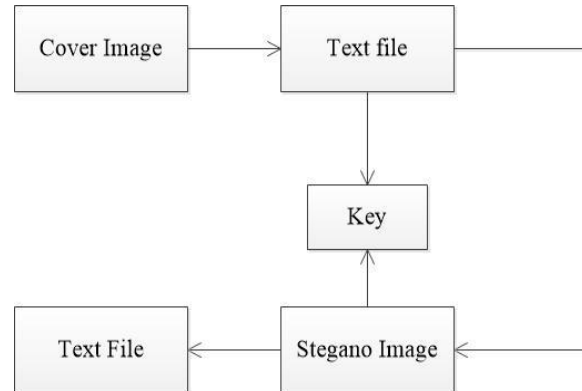 Cover Image
Text file
Key
Text File
Stegano Image